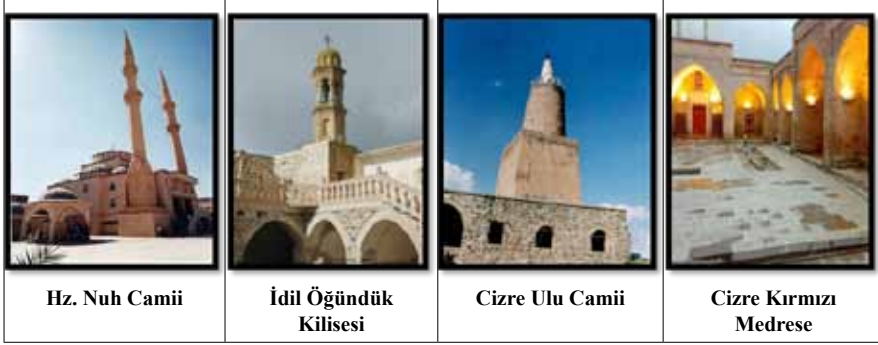 Hz. Nuh Camii
İdil Öğündük
Kilisesi
Cizre Ulu Camii
Cizre Kırmızı
Medrese